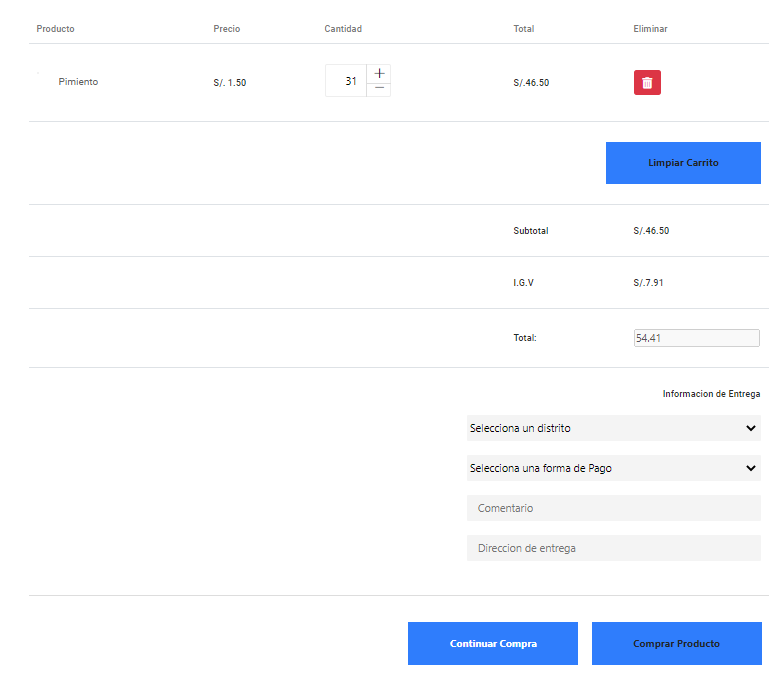 Producto Precio Cantidad Total Eliminar
Pimiento S/. 1.50 31 S/.46.50
Limpiar Carrito
Subtotal S/.46.50
I.G.V S/.7.91
Total: 54.41
Informacion de Entrega
Selecciona un distrito
Selecciona una forma de Pago
Comentario
Direccion de entrega
Continuar Compra Comprar Producto